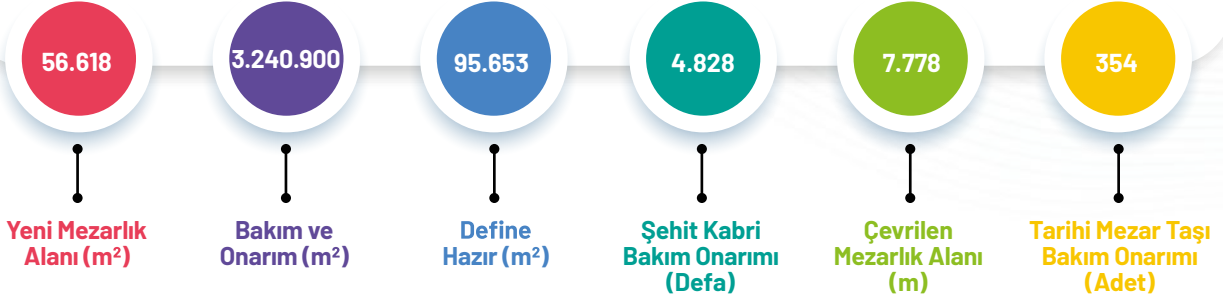 56.618
3.240.900
95.653
4.828
7.778
354
Yeni Mezarlık
Alanı (m²)
Bakım ve
Onarım (m²)
Define
Hazır (m²)
Şehit Kabri
Bakım Onarımı
(Defa)
Çevrilen
Mezarlık Alanı
(m)
Tarihi Mezar Taşı
Bakım Onarımı
(Adet)